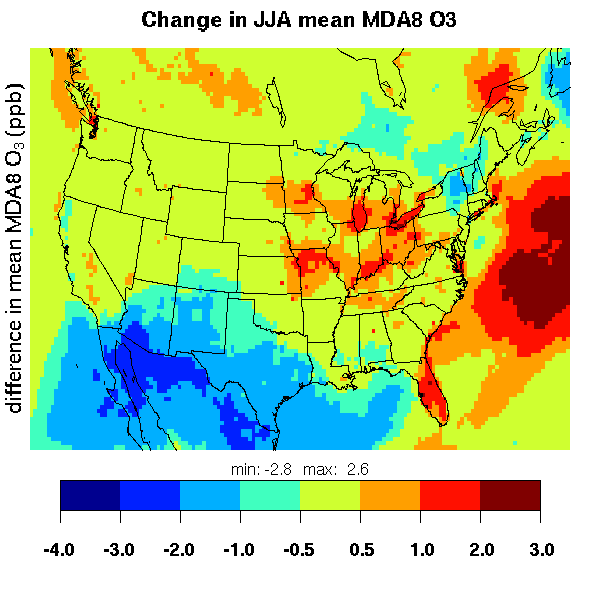 Change in JJA mean MDA8 O3
difference in mean MDA8 O₃ (ppb)
min: -2.8 max: 2.6
-4.0 -3.0 -2.0 -1.0 -0.5 0.5 1.0 2.0 3.0